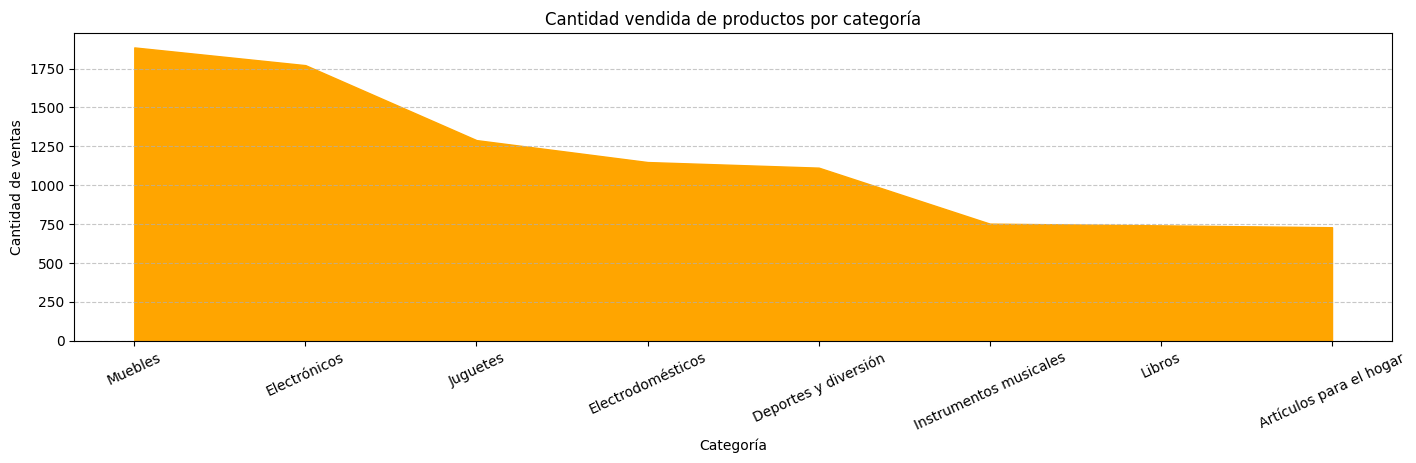 Cantidad vendida de productos por categoría
Cantidad de ventas
1750
1500
1250
1000
750
500
250
0
Muebles
Electrónicos
Juguetes
Electrodomésticos
Deportes y diversión
Instrumentos musicales
Libros
Artículos para el hogar
Categoría